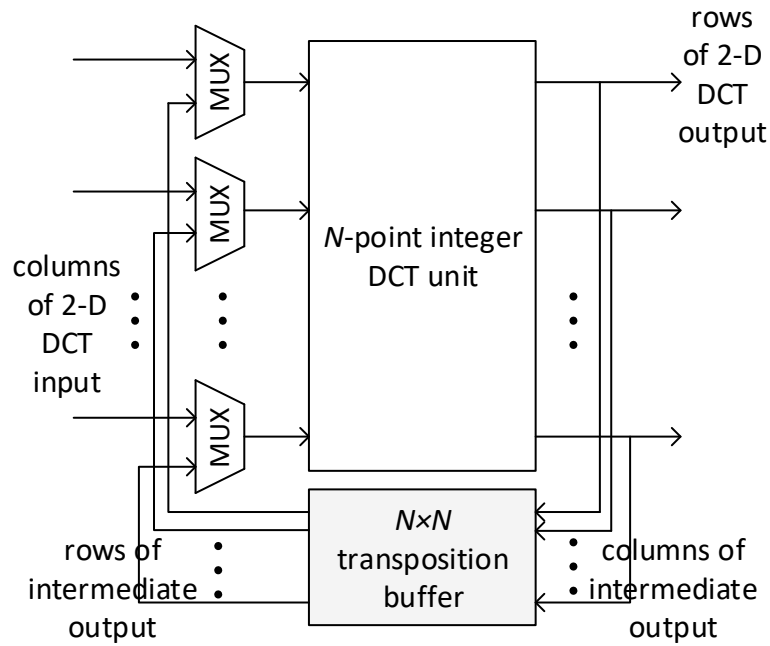 rows
of 2-D
DCT
output
MUX
MUX
N-point integer
DCT unit
columns
of 2-D
DCT
input
MUX
N×N
transposition
buffer
rows of
intermediate
output
columns of
intermediate
output